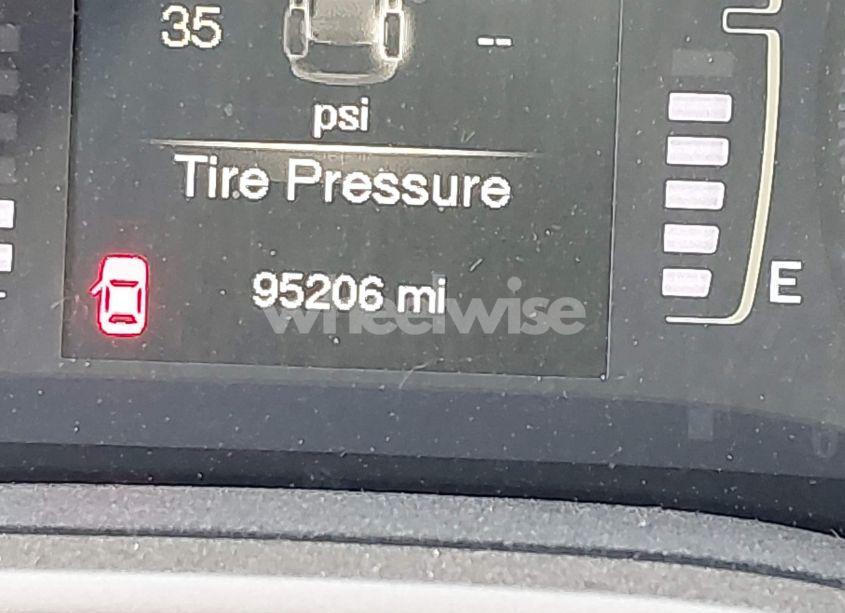 35 --
psi
Tire Pressure
95206 mi
wheelwise
E